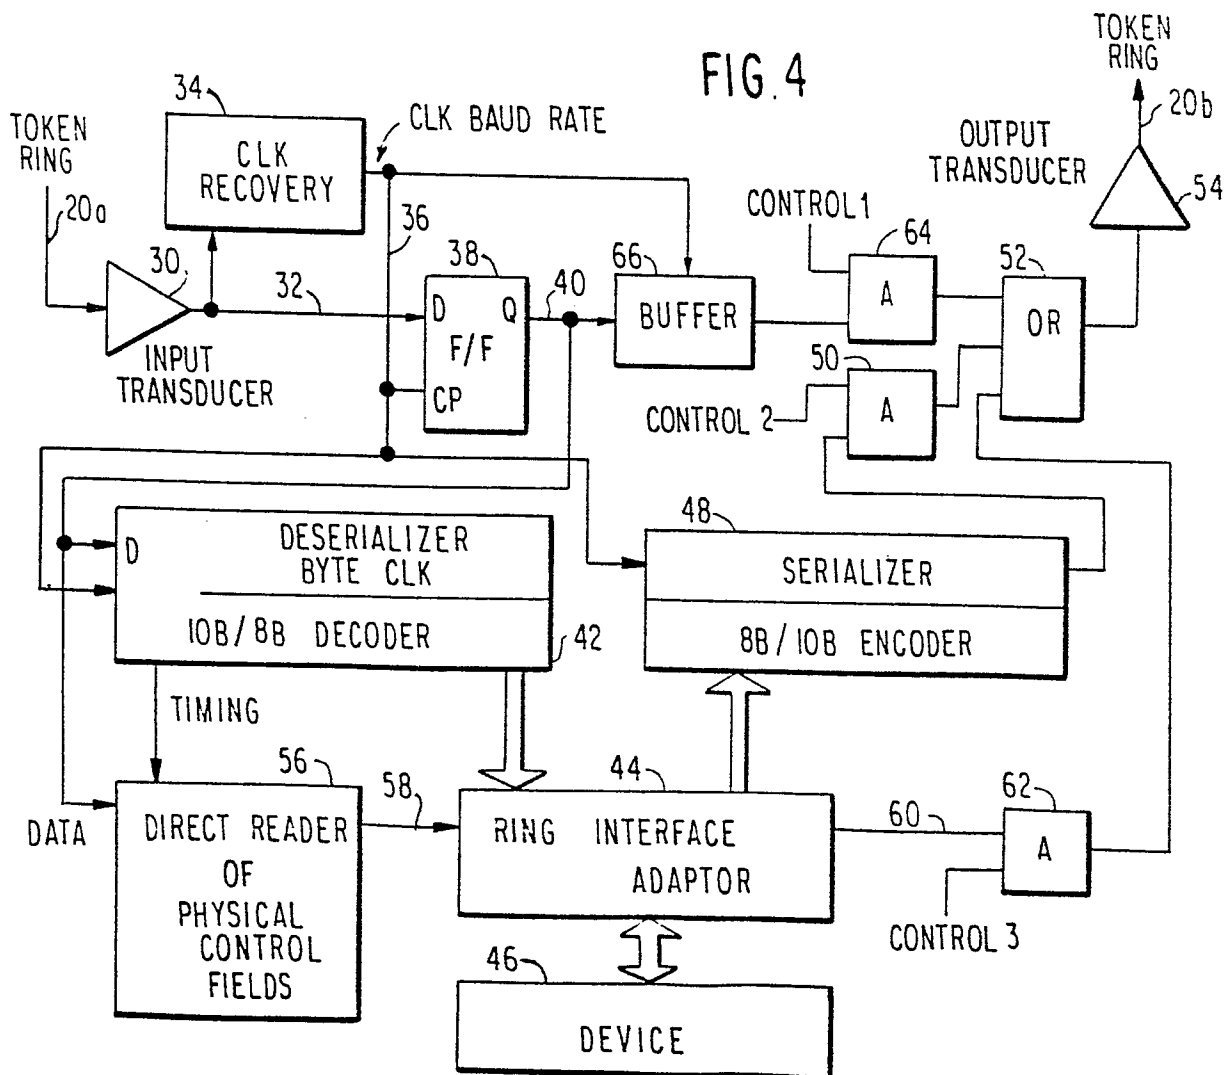 FIG. 4
TOKEN
RING
20b
OUTPUT
TRANSDUCER
54
34
CLK
RECOVERY
CLK BAUD RATE
TOKEN
RING
20a
36
CONTROL 1
64
A
52
OR
30
32
INPUT
TRANSDUCER
38
D Q
F/F
CP
40
66
BUFFER
50
A
CONTROL 2
D
DESERIALIZER
BYTE CLK
10B/8B DECODER
42
48
SERIALIZER
8B/10B ENCODER
TIMING
DATA
56
DIRECT READER
OF
PHYSICAL
CONTROL
FIELDS
58
44
RING INTERFACE
ADAPTOR
60
62
A
CONTROL 3
46
DEVICE